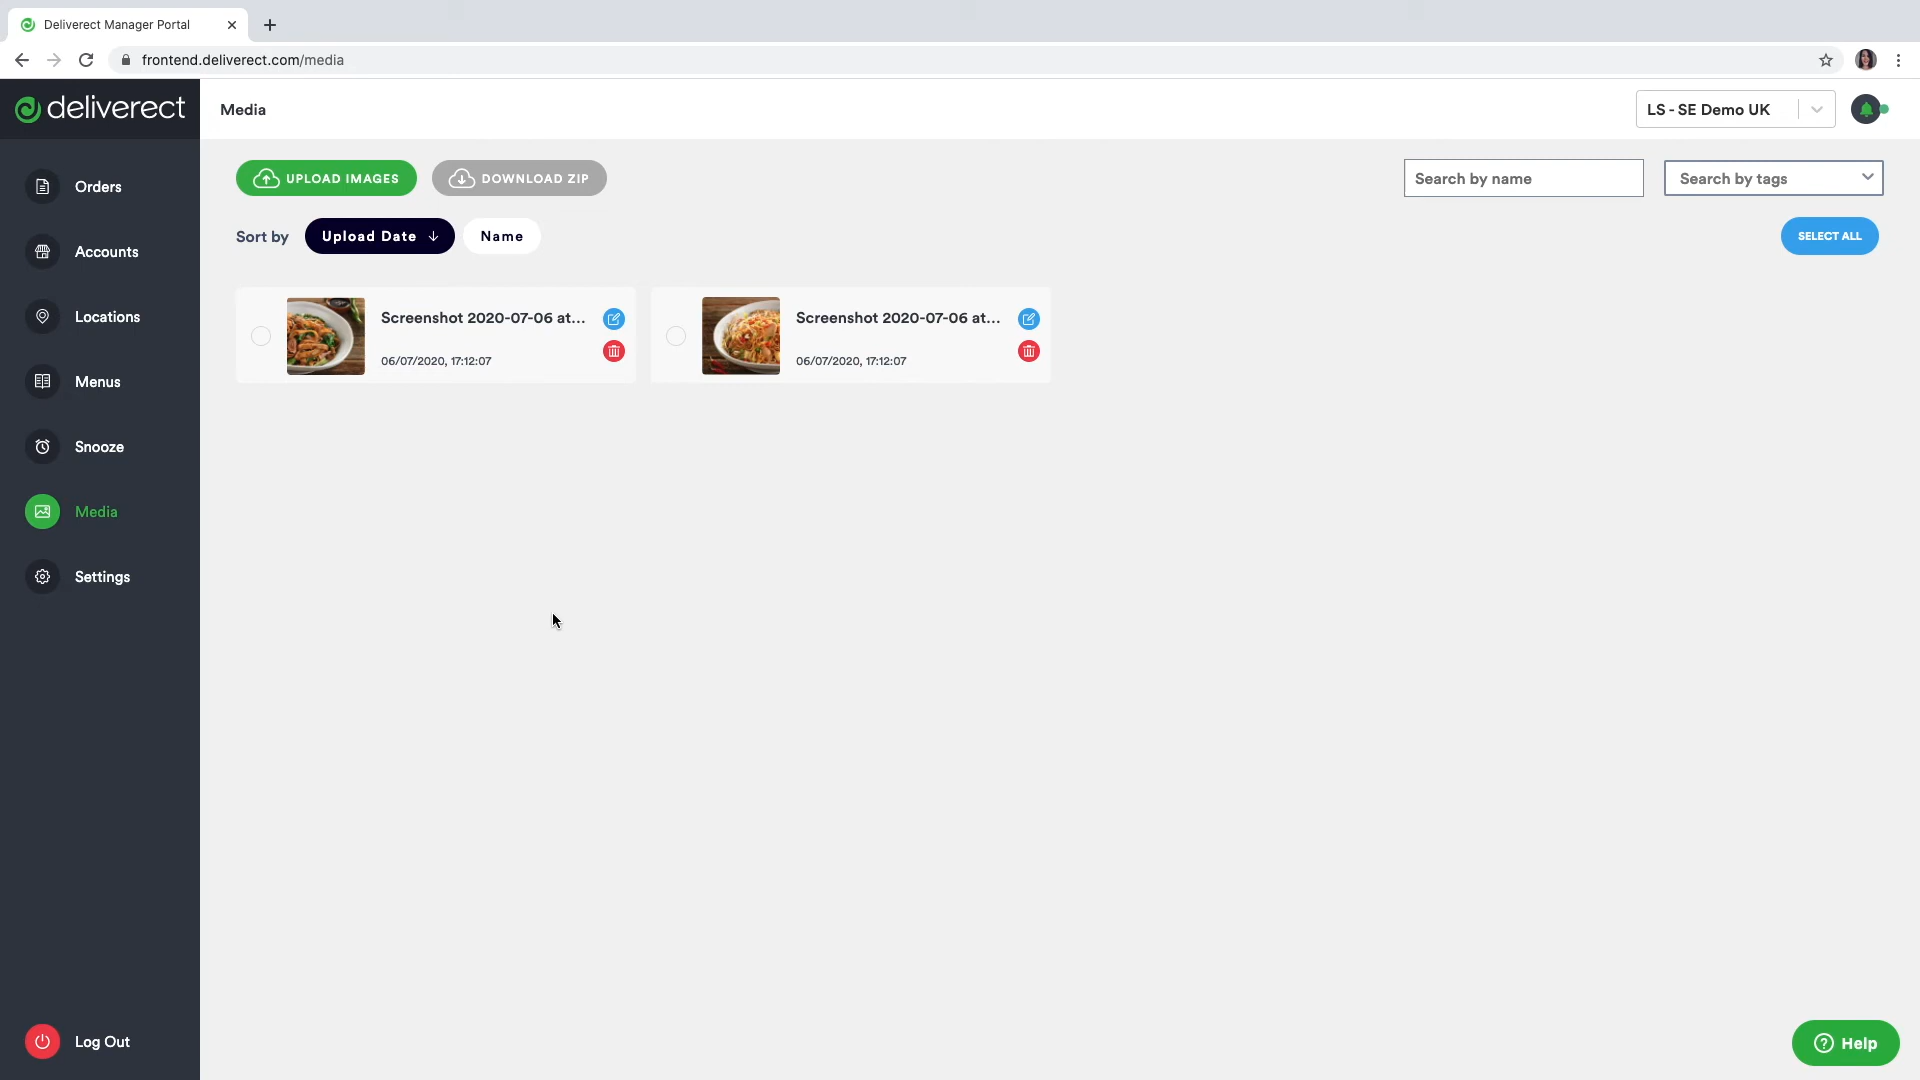 Deliverect Manager Portal
frontend.deliverect.com/media
deliverect
Media
LS - SE Demo UK
Orders
Accounts
Locations
Menus
Snooze
Media
Settings
Log Out
UPLOAD IMAGES
DOWNLOAD ZIP
Search by name
Search by tags
Sort by
Upload Date ↓
Name
SELECT ALL
Screenshot 2020-07-06 at...
06/07/2020, 17:12:07
Screenshot 2020-07-06 at...
06/07/2020, 17:12:07
Help